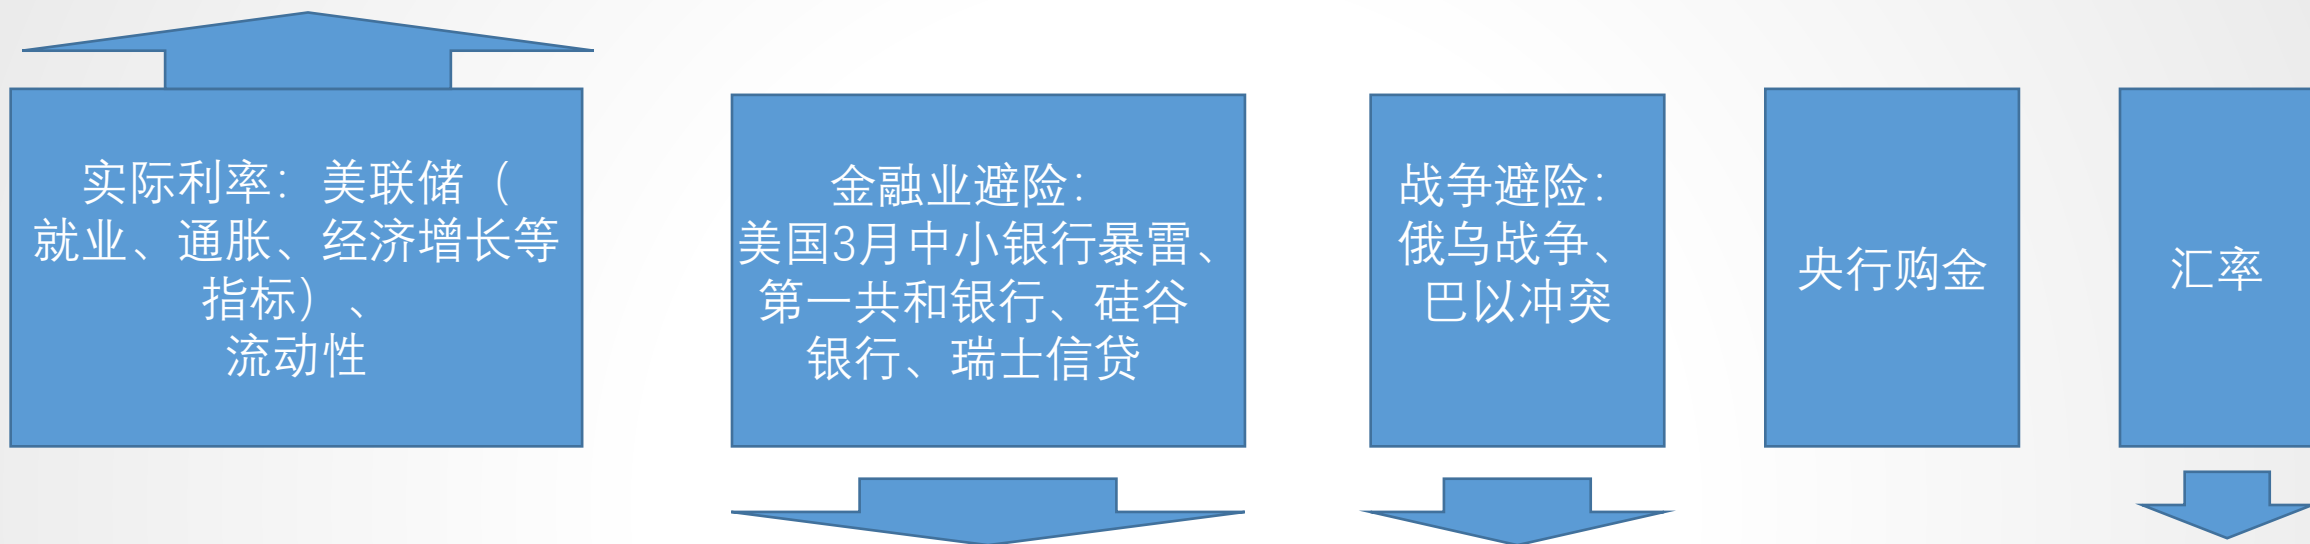 实际利率：美联储（
就业、通胀、经济增长等
指标）、
流动性
金融业避险：
美国3月中小银行暴雷、
第一共和银行、硅谷
银行、瑞士信贷
战争避险：
俄乌战争、
巴以冲突
央行购金
汇率